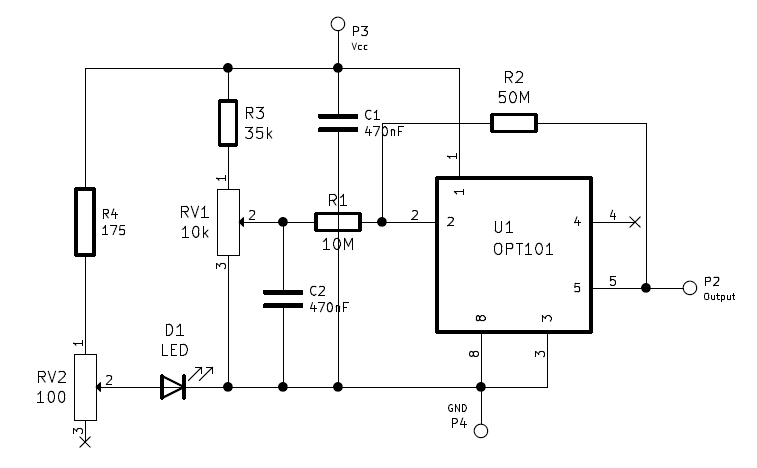 P3
Vcc
R2
50M
R3
35k
C1
470nF
1
1
1
R4
175
RV1
10k
2
R1
10M
2
2
U1
OPT101
4
4
3
5
5
P2
Output
C2
470nF
8
3
D1
LED
1
8
3
RV2
100
2
GND
P4
3